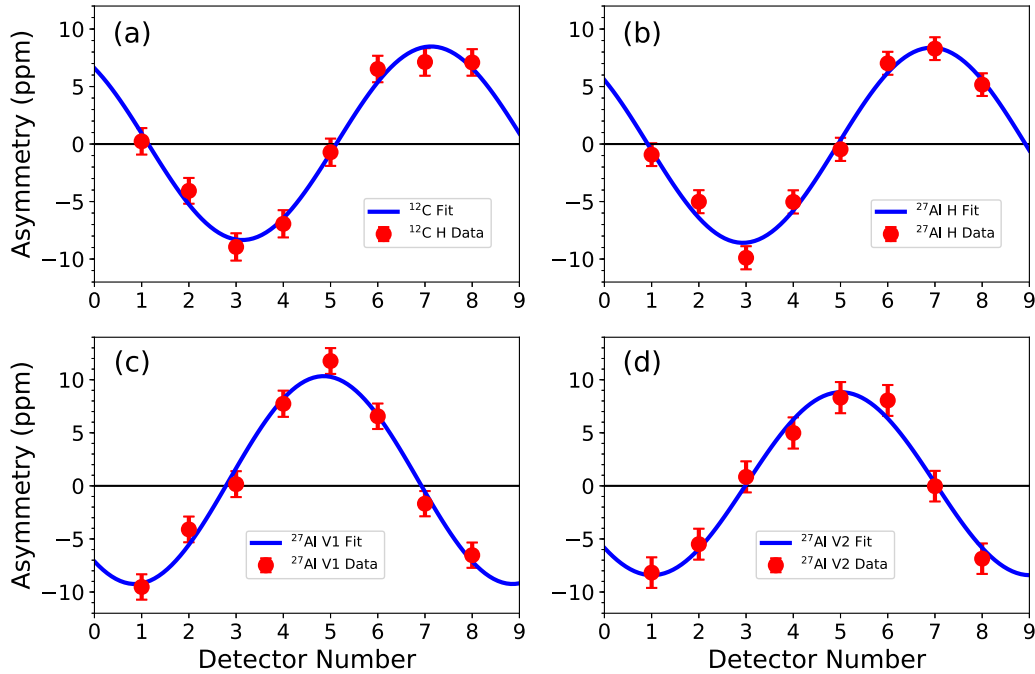 (a)
Asymmetry (ppm)
10
5
0
−5
−10
0 1 2 3 4 5 6 7 8 9
¹²C Fit
¹²C H Data
(b)
10
5
0
−5
−10
0 1 2 3 4 5 6 7 8 9
²⁷Al H Fit
²⁷Al H Data
(c)
Asymmetry (ppm)
10
5
0
−5
−10
0 1 2 3 4 5 6 7 8 9
Detector Number
²⁷Al V1 Fit
²⁷Al V1 Data
(d)
10
5
0
−5
−10
0 1 2 3 4 5 6 7 8 9
Detector Number
²⁷Al V2 Fit
²⁷Al V2 Data